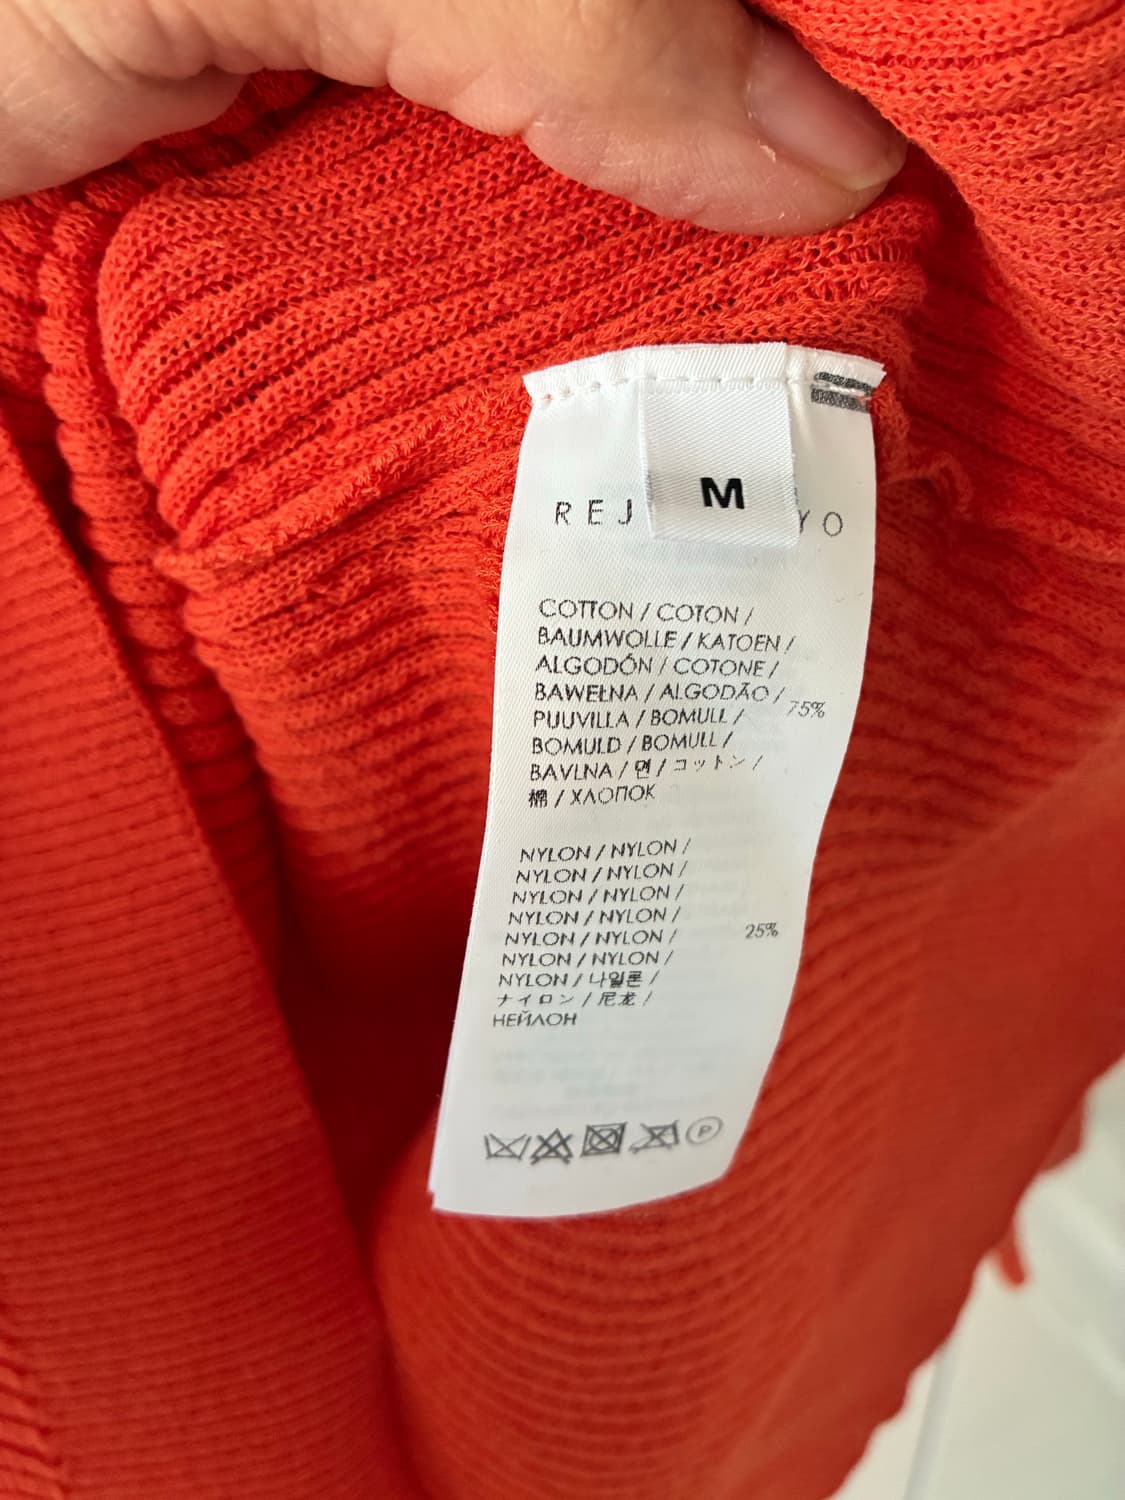 M
REJ YO
COTTON / COTON /
BAUMWOLLE / KATOEN /
ALGODÓN / COTONE /
BAWEŁNA / ALGODÃO /
PUUVILLA / BOMULL /
BOMULD / BOMULL /
BAVLNA / 면 / コットン /
棉 / ХЛОПОК
75%
NYLON / NYLON /
NYLON / NYLON /
NYLON / NYLON /
NYLON / NYLON /
NYLON / NYLON /
NYLON / NYLON /
NYLON / 나일론 /
ナイロン / 尼龙 /
НЕЙЛОН
25%
P